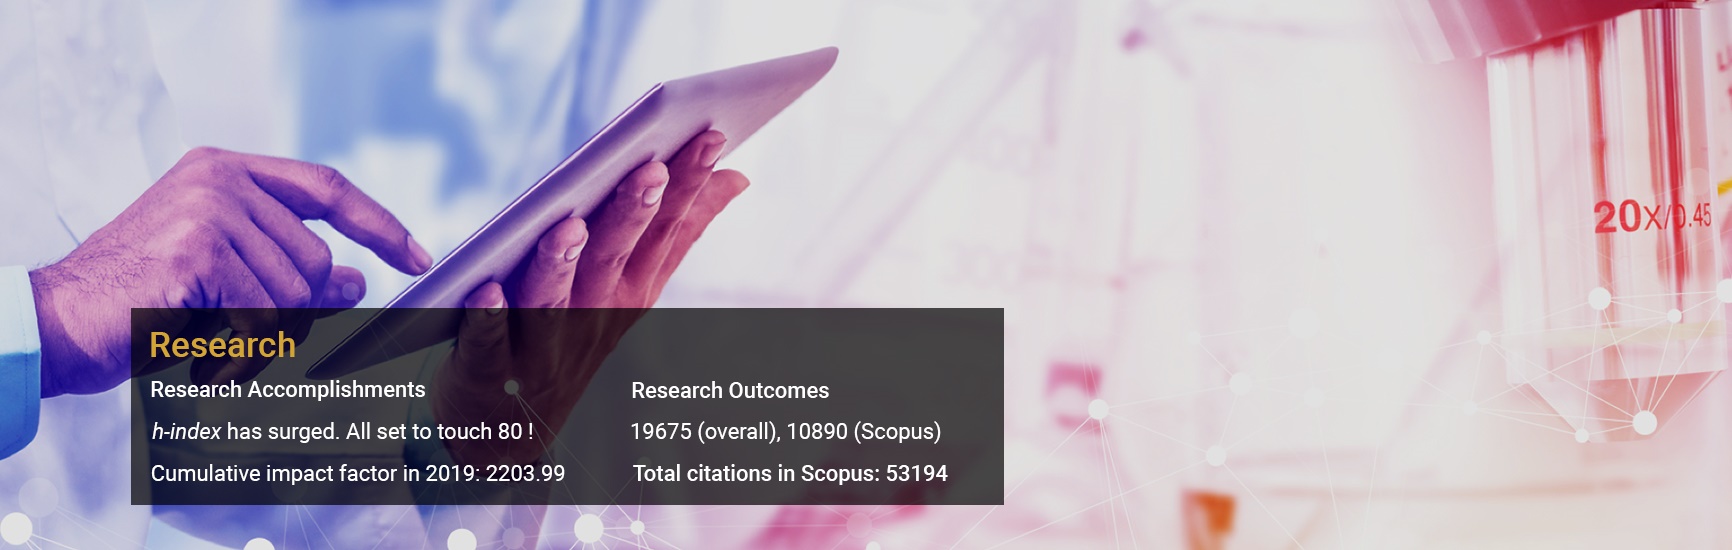 Research
Research Accomplishments
h-index has surged. All set to touch 80 !
Cumulative impact factor in 2019: 2203.99
Research Outcomes
19675 (overall), 10890 (Scopus)
Total citations in Scopus: 53194
20X/0.45